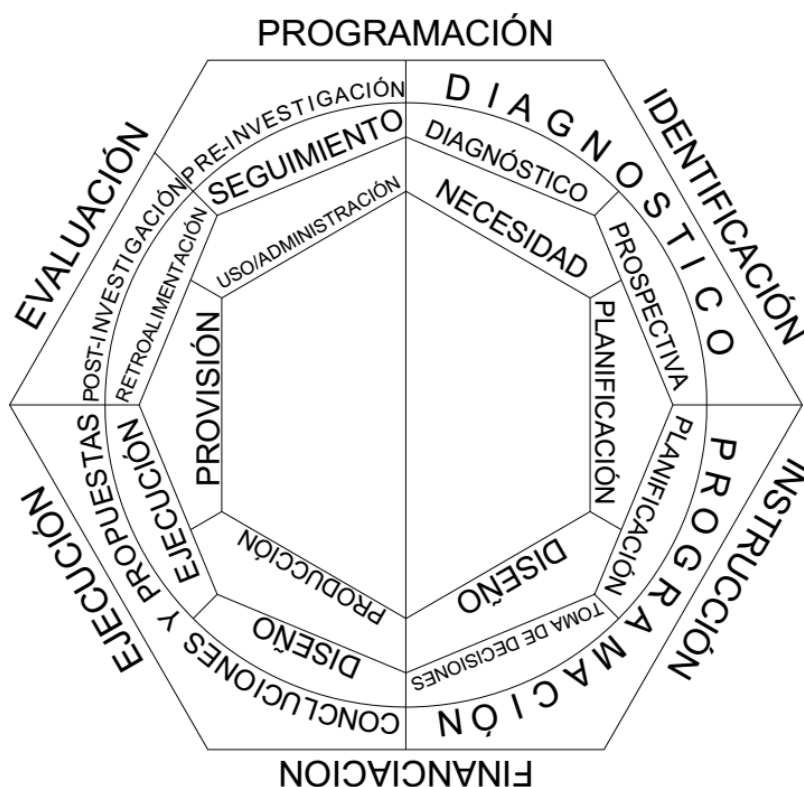 PROGRAMACIÓN
IDENTIFICACIÓN
INSTRUCCIÓN
FINANCIACION
EJECUCIÓN
EVALUACIÓN
PRE-INVESTIGACIÓN
DIAGNOSTICO
PROGRAMACIÓN
CONCLUCIONES Y PROPUESTAS
POST-INVESTIGACIÓN
SEGUIMIENTO
DIAGNÓSTICO
PROSPECTIVA
PLANIFICACIÓN
TOMA DE DECISIONES
DISEÑO
EJECUCIÓN
RETROALIMENTACIÓN
USO/ADMINISTRACIÓN
NECESIDAD
PLANIFICACIÓN
DISEÑO
PRODUCCIÓN
PROVISIÓN